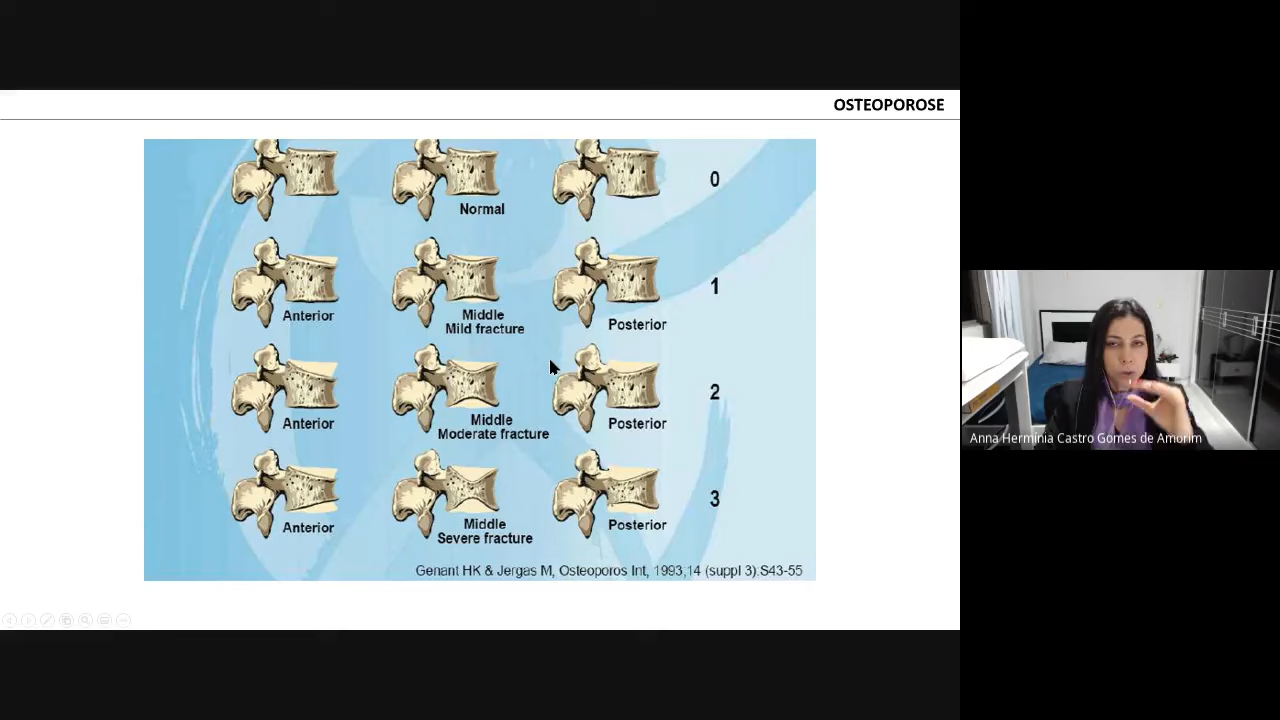 OSTEOPOROSE
0
Normal
1
Anterior
Middle
Mild fracture
Posterior
2
Anterior
Middle
Moderate fracture
Posterior
3
Anterior
Middle
Severe fracture
Posterior
Genant HK & Jergas M, Osteoporos Int, 1993,14 (suppl 3).S43-55
Anna Hermínia Castro Gomes de Amorim